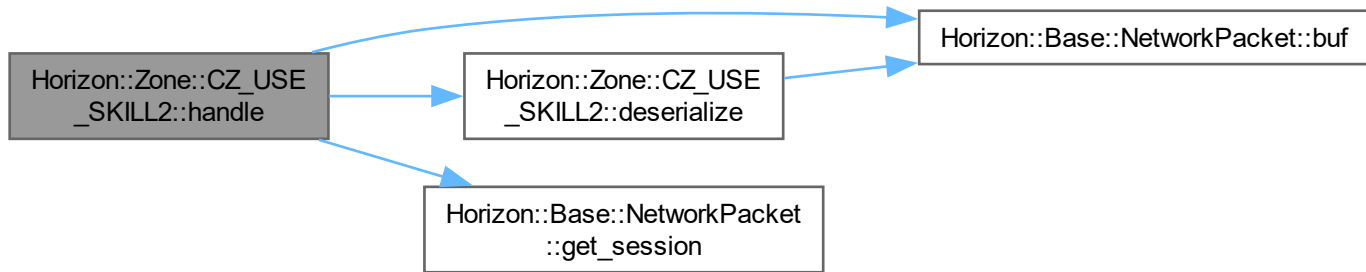 Horizon::Zone::CZ_USE
_SKILL2::handle
Horizon::Zone::CZ_USE
_SKILL2::deserialize
Horizon::Base::NetworkPacket::buf
Horizon::Base::NetworkPacket
::get_session